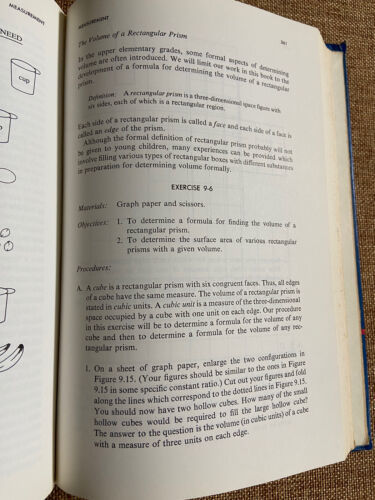 MEASUREMENT
NEED
cup
MEASUREMENT
381
The Volume of a Rectangular Prism
In the upper elementary grades, some formal aspects of determining
volume are often introduced. We will limit our work in this book to the
development of a formula for determining the volume of a rectangular
prism.
Definition: A rectangular prism is a three-dimensional space figure with
six sides, each of which is a rectangular region.
Each side of a rectangular prism is called a face and each side of a face is
called an edge of the prism.
Although the formal definition of rectangular prism probably will not
be given to young children, many experiences can be provided which
involve filling various types of rectangular boxes with different substances
in preparation for determining volume formally.
EXERCISE 9-6
Materials: Graph paper and scissors.
Objectives: 1. To determine a formula for finding the volume of a
rectangular prism.
2. To determine the surface area of various rectangular
prisms with a given volume.
Procedures:
A. A cube is a rectangular prism with six congruent faces. Thus, all edges
of a cube have the same measure. The volume of a rectangular prism is
stated in cubic units. A cubic unit is a measure of the three-dimensional
space occupied by a cube with one unit on each edge. Our procedure
in this exercise will be to determine a formula for the volume of any
cube and then to determine a formula for the volume of any rec-
tangular prism.
1. On a sheet of graph paper, enlarge the two configurations in
Figure 9.15. (Your figures should be similar to the ones in Figure
9.15 in some specific constant ratio.) Cut out your figures and fold
along the lines which correspond to the dotted lines in Figure 9.15.
You should now have two hollow cubes. How many of the small
hollow cubes would be required to fill the large hollow cube?
The answer to the question is the volume (in cubic units) of a cube
with a measure of three units on each edge.